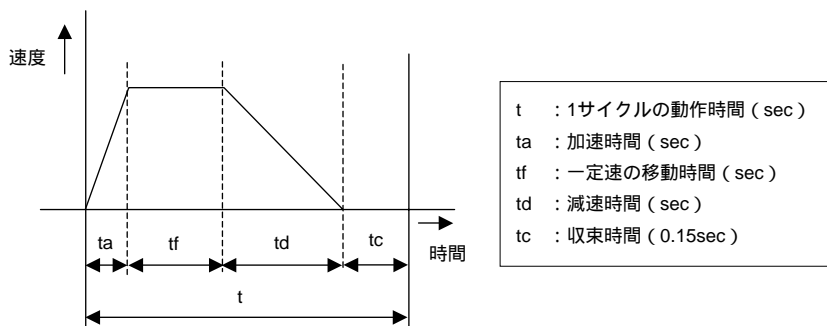 速度
ta
tf
td
tc
時間
t
t ：1サイクルの動作時間（sec）
ta ：加速時間（sec）
tf ：一定速の移動時間（sec）
td ：減速時間（sec）
tc ：収束時間（0.15sec）